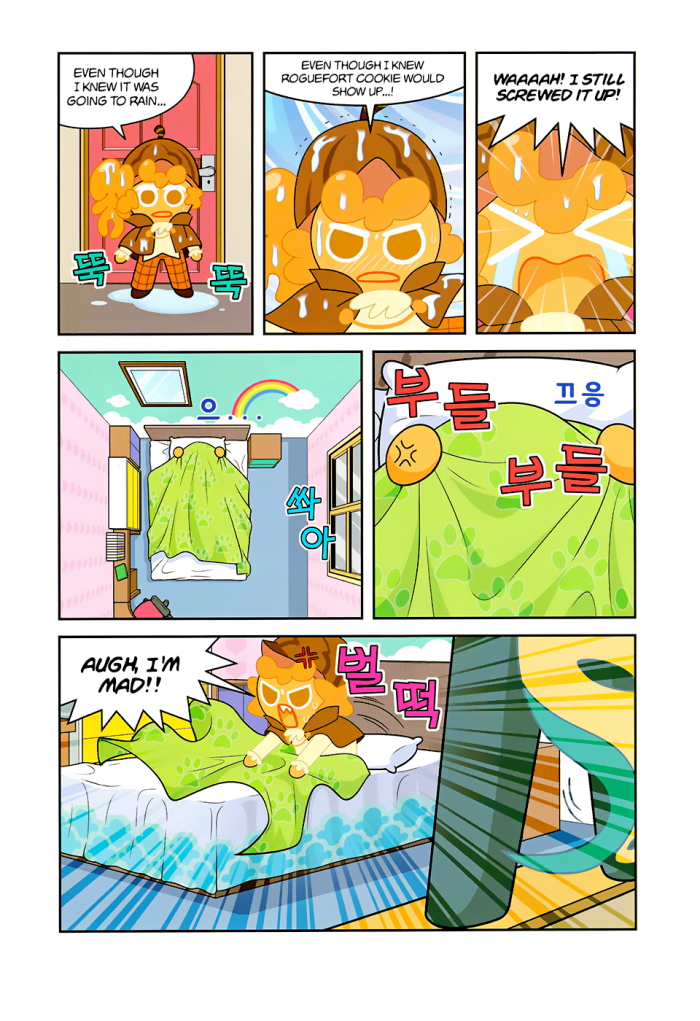 EVEN THOUGH
I KNEW IT WAS
GOING TO RAIN...
EVEN THOUGH I KNEW
ROGUEFORT COOKIE WOULD
SHOW UP...!
WAAAAH! I STILL
SCREWED IT UP!
뚝
뚝
으...
쏴
아
부들
끄응
부들
AUGH, I'M
MAD!!
벌
떡